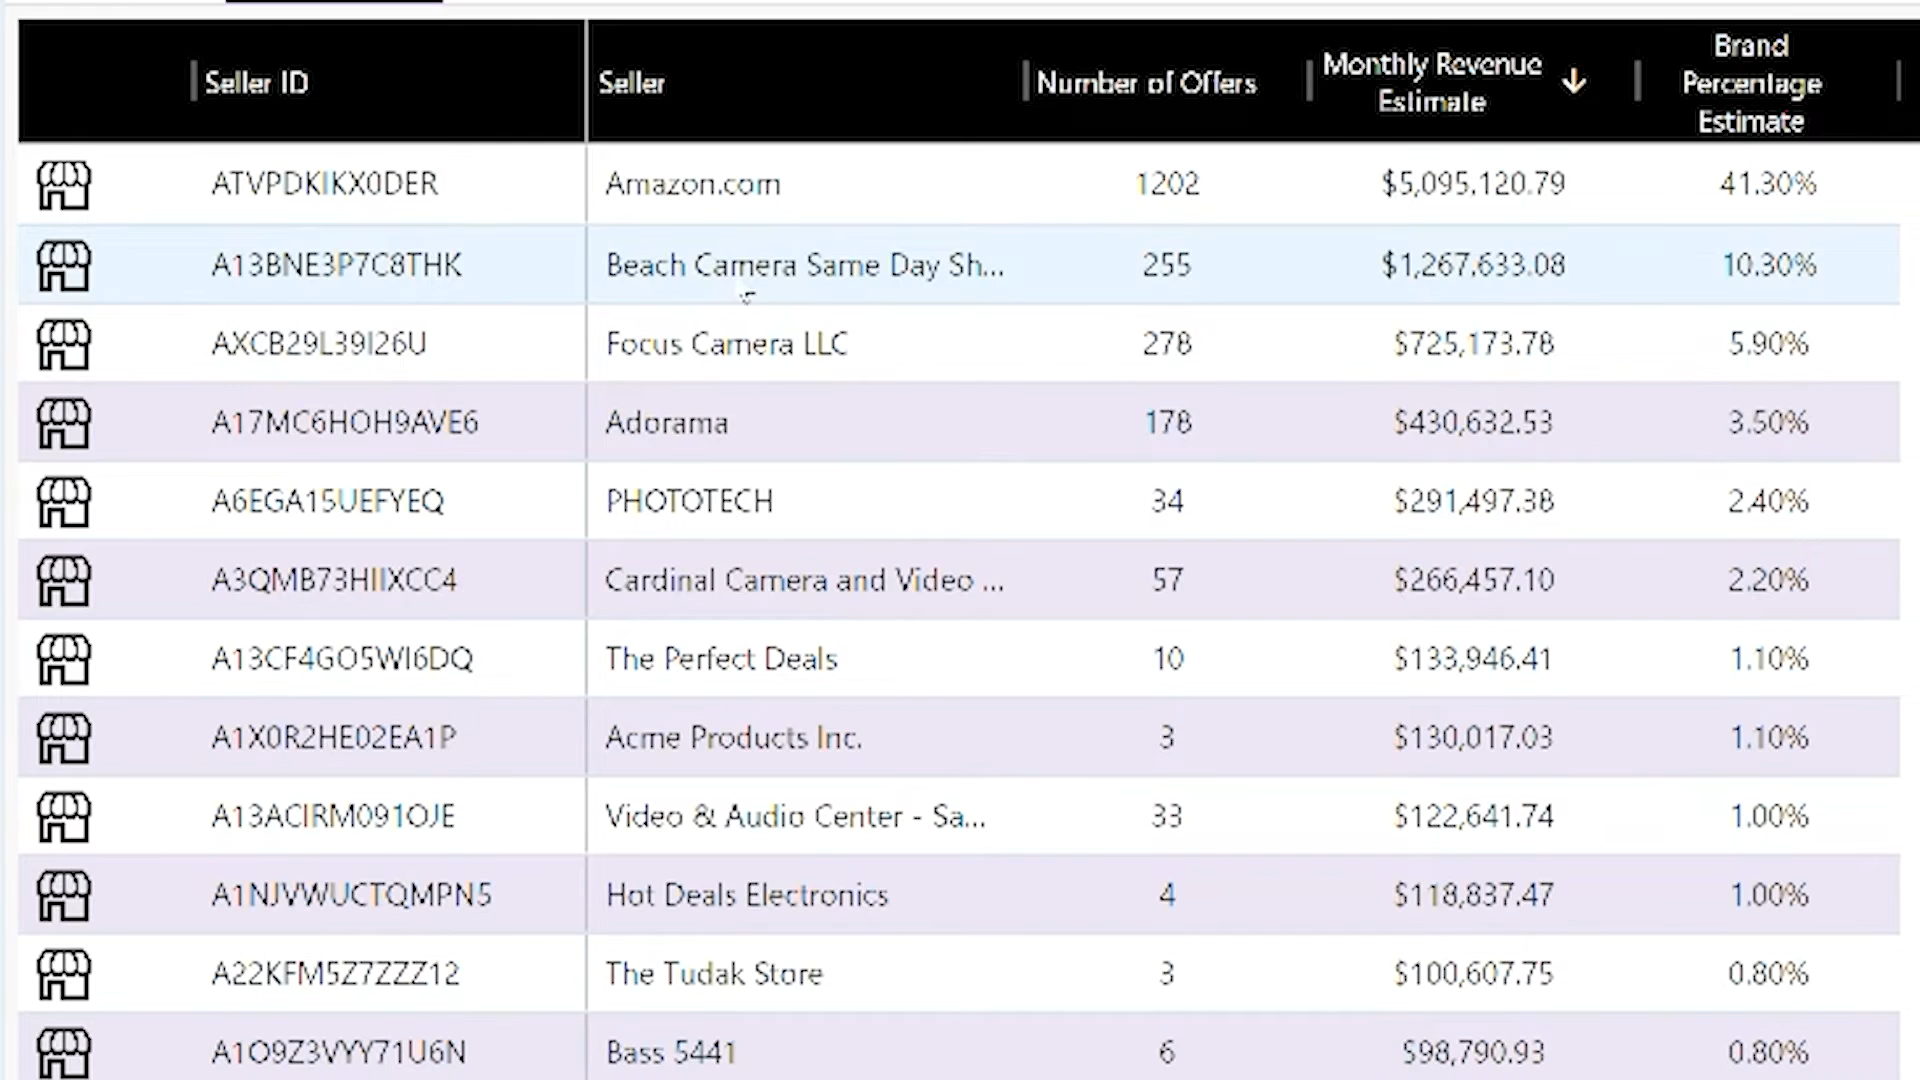 Seller ID Seller Number of Offers Monthly Revenue Estimate Brand Percentage Estimate
ATVPDKIKX0DER Amazon.com 1202 $5,095,120.79 41.30%
A13BNE3P7C8THK Beach Camera Same Day Sh... 255 $1,267,633.08 10.30%
AXCB29L39I26U Focus Camera LLC 278 $725,173.78 5.90%
A17MC6HOH9AVE6 Adorama 178 $430,632.53 3.50%
A6EGA15UEFYEQ PHOTOTECH 34 $291,497.38 2.40%
A3QMB73HIIXCC4 Cardinal Camera and Video ... 57 $266,457.10 2.20%
A13CF4GO5WI6DQ The Perfect Deals 10 $133,946.41 1.10%
A1X0R2HE02EA1P Acme Products Inc. 3 $130,017.03 1.10%
A13ACIRM091OJE Video & Audio Center - Sa... 33 $122,641.74 1.00%
A1NJVWUCTQMPN5 Hot Deals Electronics 4 $118,837.47 1.00%
A22KFM5Z7ZZZ12 The Tudak Store 3 $100,607.75 0.80%
A1O9Z3VYY71U6N Bass 5441 6 $98,790.93 0.80%